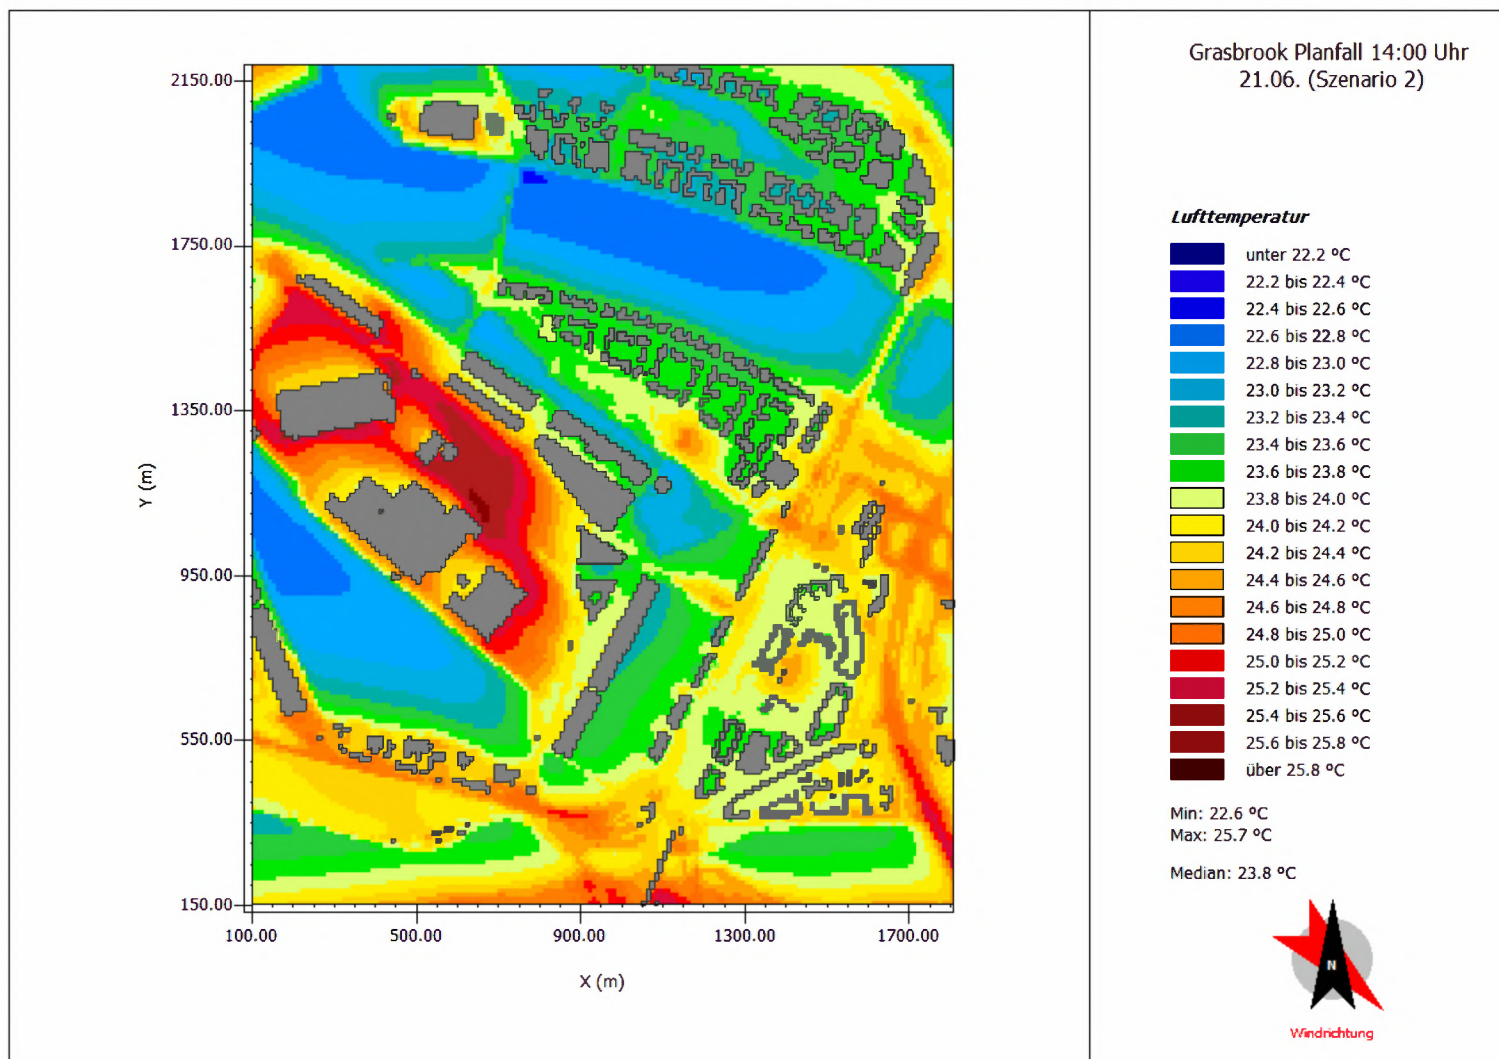 Grasbrook Planfall 14:00 Uhr
21.06. (Szenario 2)
2150.00
1750.00
1350.00
950.00
550.00
150.00
Y (m)
100.00 500.00 900.00 1300.00 1700.00
X (m)
Lufttemperatur
unter 22.2 °C
22.2 bis 22.4 °C
22.4 bis 22.6 °C
22.6 bis 22.8 °C
22.8 bis 23.0 °C
23.0 bis 23.2 °C
23.2 bis 23.4 °C
23.4 bis 23.6 °C
23.6 bis 23.8 °C
23.8 bis 24.0 °C
24.0 bis 24.2 °C
24.2 bis 24.4 °C
24.4 bis 24.6 °C
24.6 bis 24.8 °C
24.8 bis 25.0 °C
25.0 bis 25.2 °C
25.2 bis 25.4 °C
25.4 bis 25.6 °C
25.6 bis 25.8 °C
über 25.8 °C
Min: 22.6 °C
Max: 25.7 °C
Median: 23.8 °C
N
Windrichtung